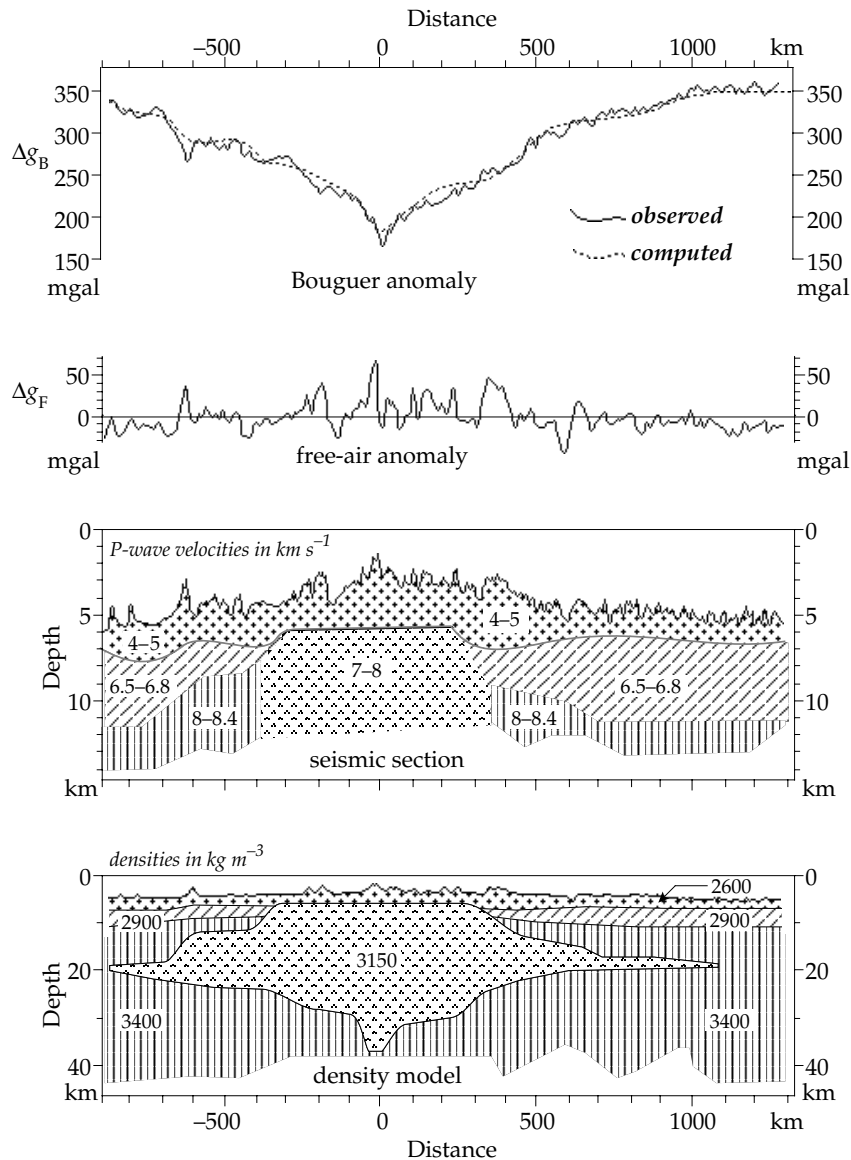 Distance
−500 0 500 1000 km
350 350
300 300
ΔgB
250 250
200 200
observed
computed
150 150
mgal mgal
Bouguer anomaly
50 50
ΔgF
0 0
mgal mgal
free-air anomaly
0 0
P-wave velocities in km s−1
5 5
4–5 4–5
Depth
7–8
6.5–6.8 6.5–6.8
10 10
8–8.4 8–8.4
seismic section
km km
densities in kg m−3
0 0
2600
2900 2900
3150
20 20
Depth
3400 3400
40 40
density model
km km
−500 0 500 1000 km
Distance